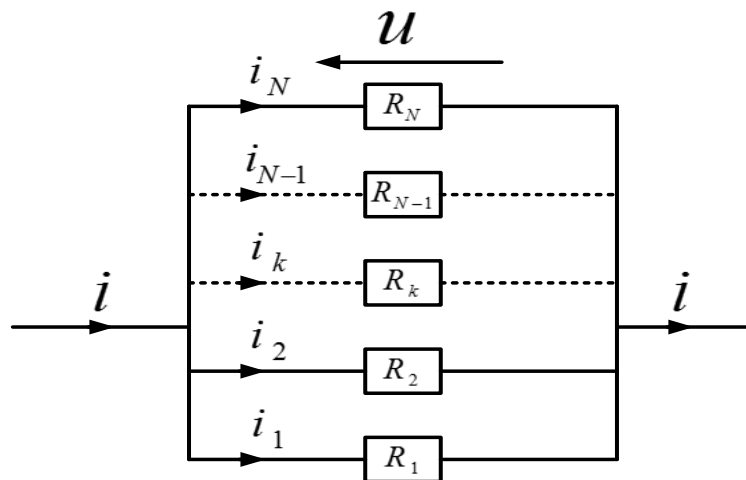 u
i_N
R_N
i_{N-1}
R_{N-1}
i_k
R_k
i
i
i_2
R_2
i_1
R_1